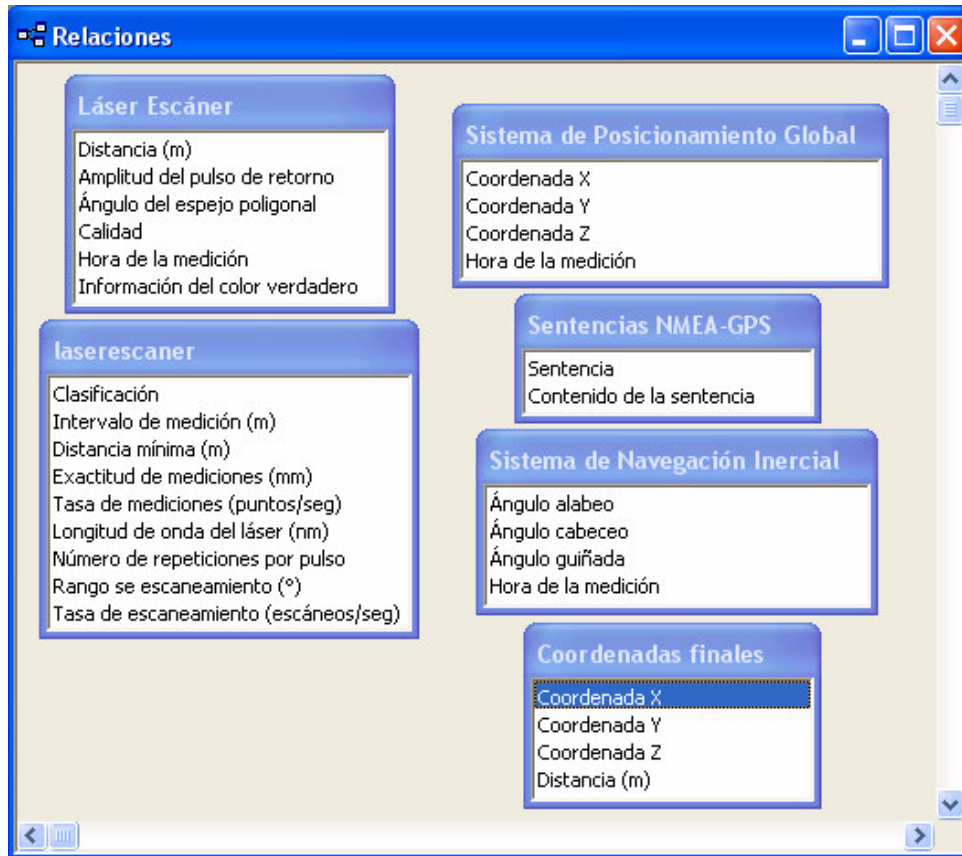 Relaciones
Láser Escáner
Distancia (m)
Amplitud del pulso de retorno
Ángulo del espejo poligonal
Calidad
Hora de la medición
Información del color verdadero
laserescaner
Clasificación
Intervalo de medición (m)
Distancia mínima (m)
Exactitud de mediciones (mm)
Tasa de mediciones (puntos/seg)
Longitud de onda del láser (nm)
Número de repeticiones por pulso
Rango se escaneamiento (°)
Tasa de escaneamiento (escáneos/seg)
Sistema de Posicionamiento Global
Coordenada X
Coordenada Y
Coordenada Z
Hora de la medición
Sentencias NMEA-GPS
Sentencia
Contenido de la sentencia
Sistema de Navegación Inercial
Ángulo alabeo
Ángulo cabeceo
Ángulo guiñada
Hora de la medición
Coordenadas finales
Coordenada X
Coordenada Y
Coordenada Z
Distancia (m)